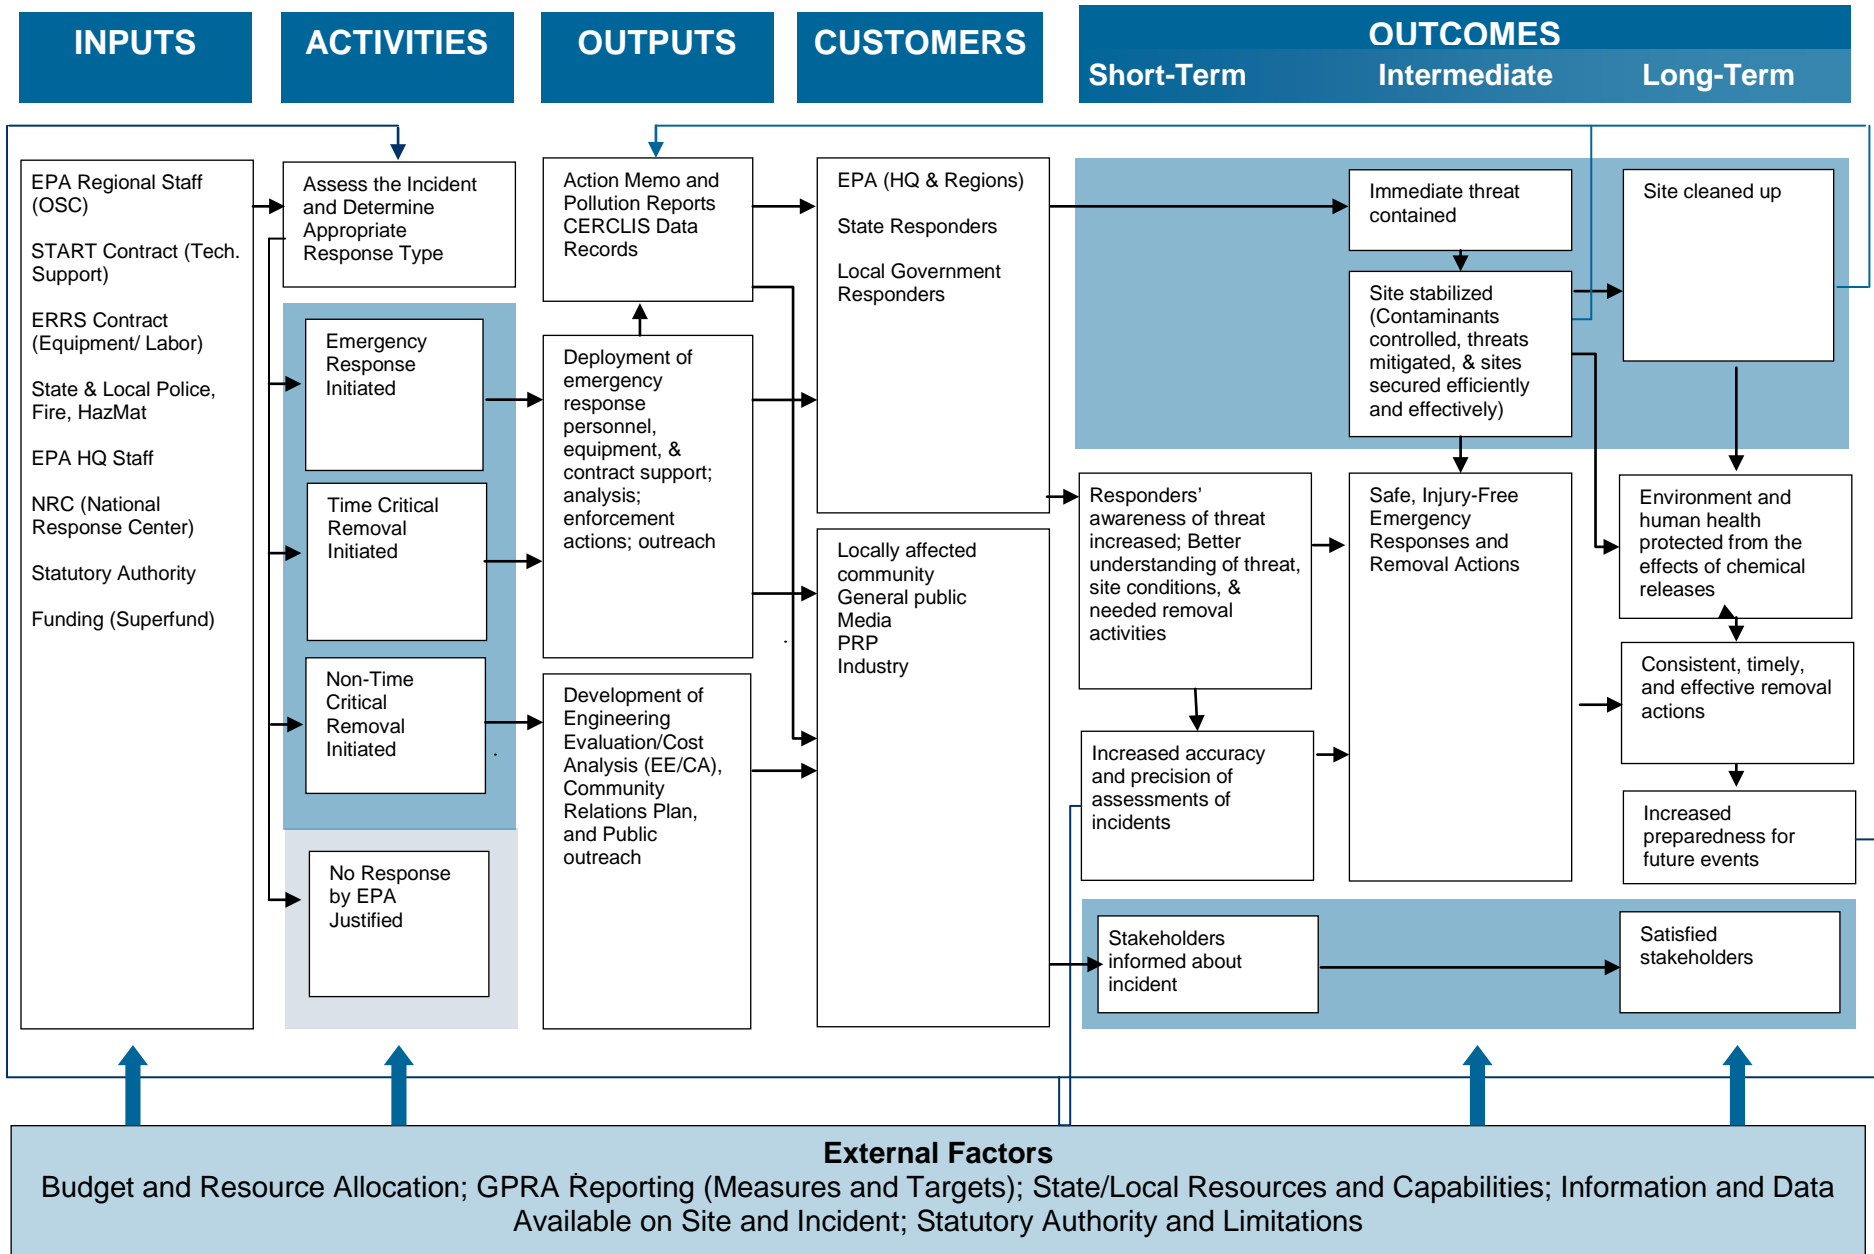 INPUTS
ACTIVITIES
OUTPUTS
CUSTOMERS
OUTCOMES
Short-Term
Intermediate
Long-Term
EPA Regional Staff
(OSC)
START Contract (Tech.
Support)
ERRS Contract
(Equipment/ Labor)
State & Local Police,
Fire, HazMat
EPA HQ Staff
NRC (National
Response Center)
Statutory Authority
Funding (Superfund)
Assess the Incident
and Determine
Appropriate
Response Type
Emergency
Response
Initiated
Time Critical
Removal
Initiated
Non-Time
Critical
Removal
Initiated
No Response
by EPA
Justified
Action Memo and
Pollution Reports
CERCLIS Data
Records
Deployment of
emergency
response
personnel,
equipment, &
contract support;
analysis;
enforcement
actions; outreach
Development of
Engineering
Evaluation/Cost
Analysis (EE/CA),
Community
Relations Plan,
and Public
outreach
EPA (HQ & Regions)
State Responders
Local Government
Responders
Locally affected
community
General public
Media
PRP
Industry
Responders’
awareness of threat
increased; Better
understanding of threat,
site conditions, &
needed removal
activities
Increased accuracy
and precision of
assessments of
incidents
Stakeholders
informed about
incident
Immediate threat
contained
Site stabilized
(Contaminants
controlled, threats
mitigated, & sites
secured efficiently
and effectively)
Safe, Injury-Free
Emergency
Responses and
Removal Actions
Site cleaned up
Environment and
human health
protected from the
effects of chemical
releases
Consistent, timely,
and effective removal
actions
Increased
preparedness for
future events
Satisfied
stakeholders
External Factors
Budget and Resource Allocation; GPRA Reporting (Measures and Targets); State/Local Resources and Capabilities; Information and Data
Available on Site and Incident; Statutory Authority and Limitations